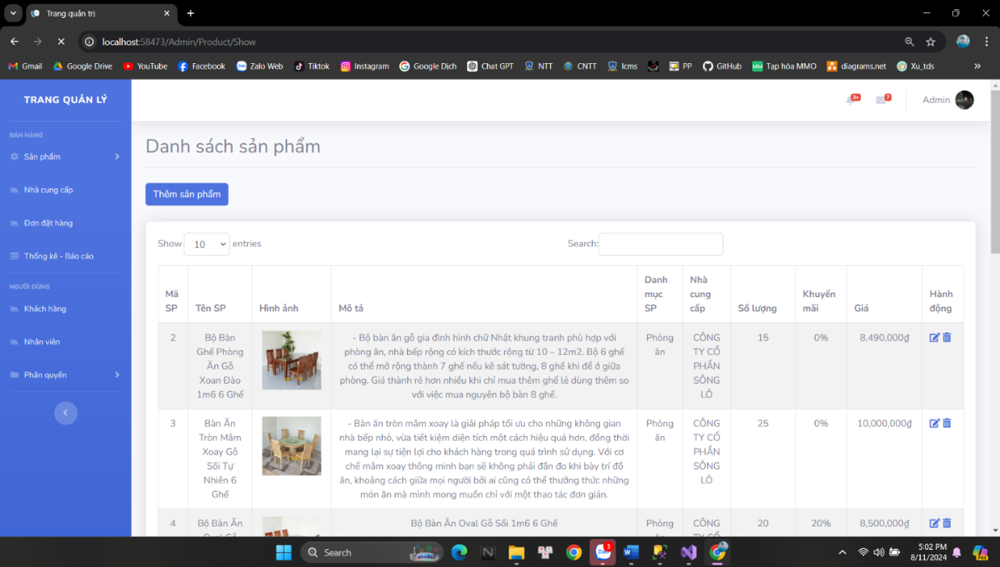 Trang quản trị
localhost:58473/Admin/Product/Show
Gmail Google Drive YouTube Facebook Zalo Web Tiktok Instagram Google Dịch Chat GPT NTT CNTT Icms PP GitHub Tạp hóa MMO diagrams.net Xu_tds
TRANG QUẢN LÝ
BÁN HÀNG
Sản phẩm
Nhà cung cấp
Đơn đặt hàng
Thống kê - Báo cáo
NGƯỜI DÙNG
Khách hàng
Nhân viên
Phân quyền
3+ 7 Admin
Danh sách sản phẩm
Thêm sản phẩm
Show 10 entries
Search:
Mã
SP
Tên SP
Hình ảnh
Mô tả
Danh
mục
SP
Nhà
cung
cấp
Số lượng
Khuyến
mãi
Giá
Hành
động
2
Bộ Bàn
Ghế Phòng
Ăn Gỗ
Xoan Đào
1m6 6 Ghế
- Bộ bàn ăn gỗ gia đình hình chữ Nhật khung tranh phù hợp với
phòng ăn, nhà bếp rộng có kích thước rộng từ 10 – 12m2. Bộ 6 ghế
có thể mở rộng thành 7 ghế nếu kê sát tường, 8 ghế khi để ở giữa
phòng. Giá thành rẻ hơn nhiều khi chỉ mua thêm ghế lẻ dùng thêm so
với việc mua nguyên bộ bàn 8 ghế.
Phòng
ăn
CÔNG
TY CỔ
PHẦN
SÔNG
LÔ
15
0%
8,490,000₫
3
Bàn Ăn
Tròn Mâm
Xoay Gỗ
Sồi Tự
Nhiên 6
Ghế
- Bàn ăn tròn mâm xoay là giải pháp tối ưu cho những không gian
nhà bếp nhỏ, vừa tiết kiệm diện tích một cách hiệu quả hơn, đồng thời
mang lại sự tiện lợi cho khách hàng trong quá trình sử dụng. Với cơ
chế mâm xoay thông minh bạn sẽ không phải đắn đo khi bày trí đồ
ăn, khoảng cách giữa mọi người bởi ai cũng có thể thưởng thức những
món ăn mà mình mong muốn chỉ với một thao tác đơn giản.
Phòng
ăn
CÔNG
TY CỔ
PHẦN
SÔNG
LÔ
25
0%
10,000,000₫
4
Bộ Bàn Ăn
Oval Gỗ
Bộ Bàn Ăn Oval Gỗ Sồi 1m6 6 Ghế
Phòng
ăn
CÔNG
TY CỔ
20
20%
8,500,000₫
Search
Zalo 3
5:02 PM
8/11/2024
PRE